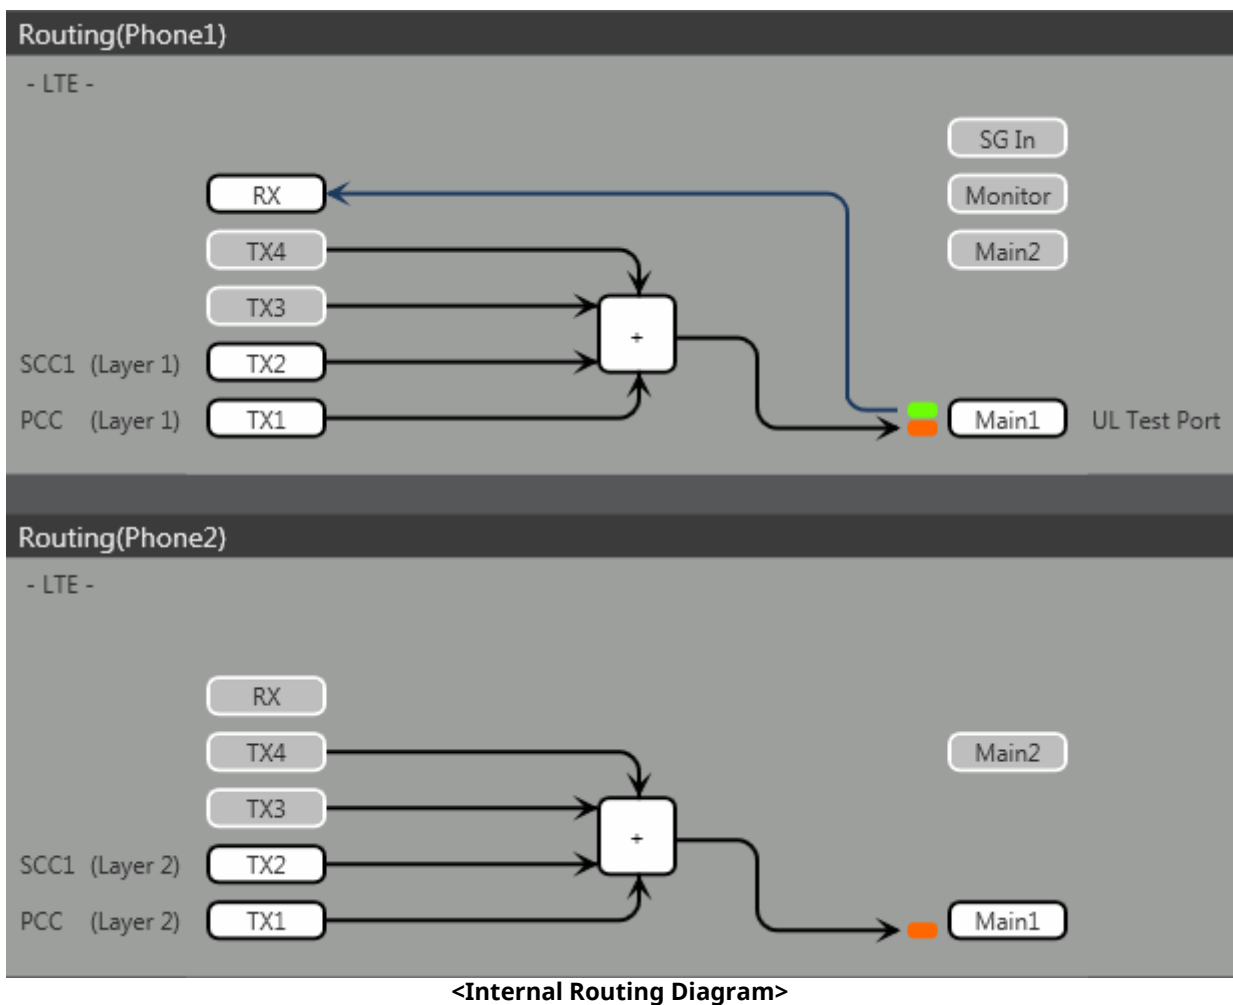 Routing(Phone1)
- LTE -
SG In
RX
Monitor
TX4
Main2
TX3
+
SCC1 (Layer 1) TX2
PCC (Layer 1) TX1
Main1 UL Test Port
Routing(Phone2)
- LTE -
RX
TX4
Main2
TX3
+
SCC1 (Layer 2) TX2
PCC (Layer 2) TX1
Main1
<Internal Routing Diagram>